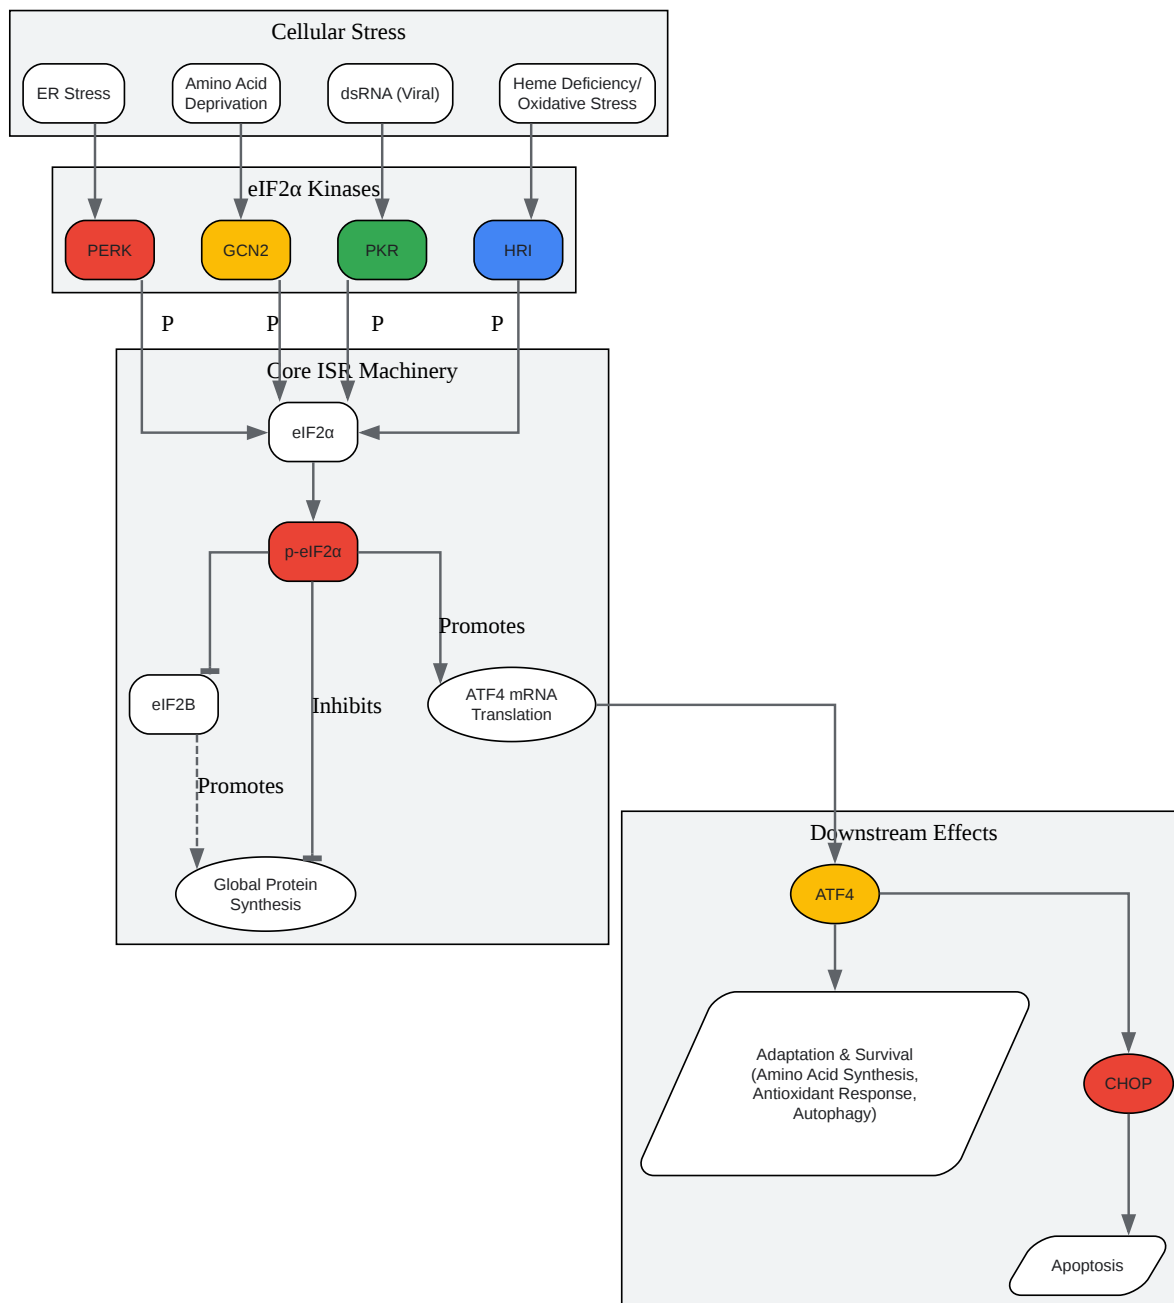 Cellular Stress
ER Stress
Amino Acid
Deprivation
dsRNA (Viral)
Heme Deficiency/
Oxidative Stress
eIF2α Kinases
PERK
GCN2
PKR
HRI
P
P
P
P
Core ISR Machinery
eIF2α
p-eIF2α
Promotes
eIF2B
Inhibits
ATF4 mRNA
Translation
Promotes
Global Protein
Synthesis
Downstream Effects
ATF4
Adaptation & Survival
(Amino Acid Synthesis,
Antioxidant Response,
Autophagy)
CHOP
Apoptosis